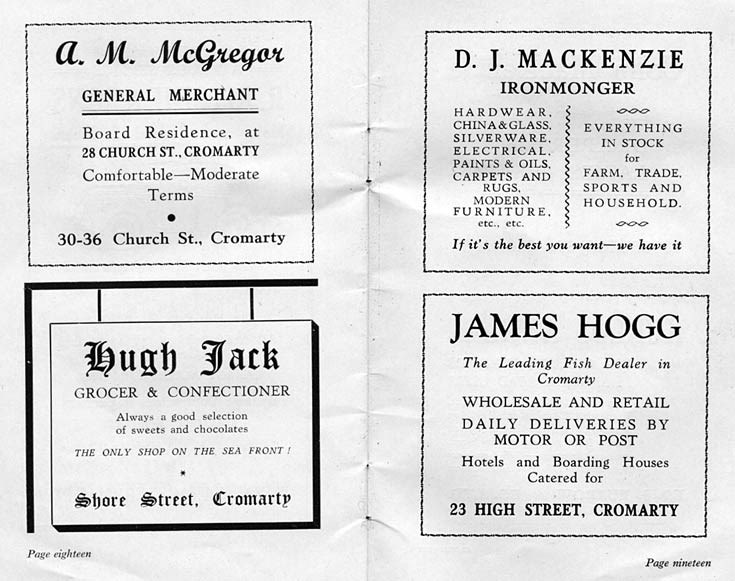 A. M. McGregor
GENERAL MERCHANT
Board Residence, at
28 CHURCH ST., CROMARTY
Comfortable—Moderate
Terms
30-36 Church St., Cromarty
Hugh Jack
GROCER & CONFECTIONER
Always a good selection
of sweets and chocolates
THE ONLY SHOP ON THE SEA FRONT!
*
Shore Street, Cromarty
Page eighteen
D. J. MACKENZIE
IRONMONGER
HARDWEAR,
CHINA & GLASS,
SILVERWARE,
ELECTRICAL,
PAINTS & OILS,
CARPETS AND
RUGS,
MODERN
FURNITURE,
etc., etc.
EVERYTHING
IN STOCK
for
FARM, TRADE,
SPORTS AND
HOUSEHOLD.
If it's the best you want—we have it
JAMES HOGG
The Leading Fish Dealer in
Cromarty
WHOLESALE AND RETAIL
DAILY DELIVERIES BY
MOTOR OR POST
Hotels and Boarding Houses
Catered for
23 HIGH STREET, CROMARTY
Page nineteen